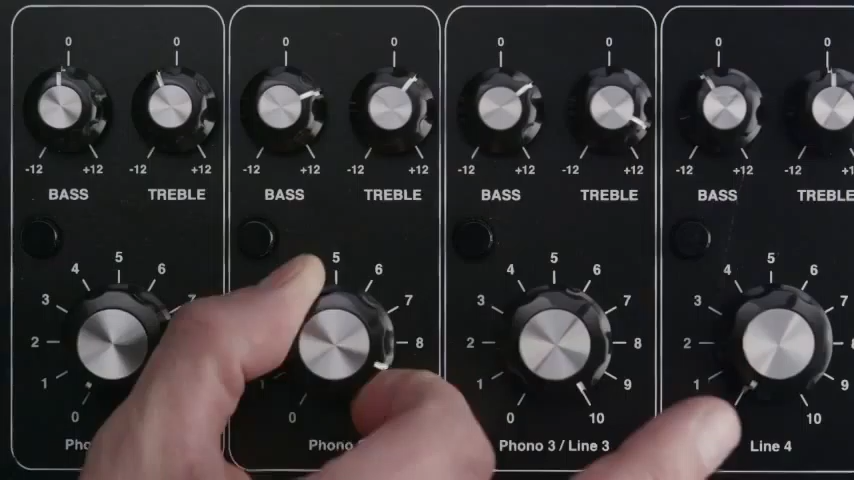 0 0 0 0 0 0 0
-12 +12 -12 +12 -12 +12 -12 +12 -12 +12 -12 +12 -12 +12 -12
BASS TREBLE BASS TREBLE BASS TREBLE BASS
5 5 5 5
4 6 6 4 6 4 6
3 7 3 7 3 7
2 8 2 8 2 8
1 1 9 1 9
0 0 0 10 10
Phono 3 / Line 3 Line 4